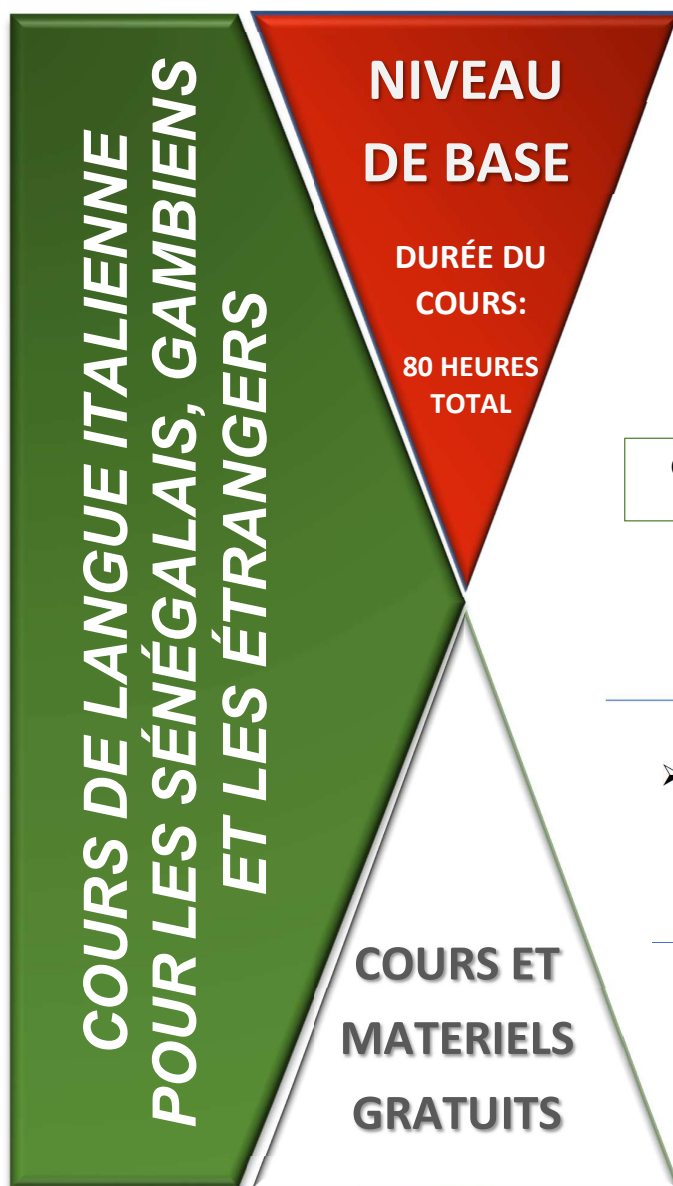 COURS DE LANGUE ITALIENNE
POUR LES SÉNÉGALAIS, GAMBIENS
ET LES ÉTRANGERS
NIVEAU
DE BASE
DURÉE DU
COURS:
80 HEURES
TOTAL
COURS ET
MATERIELS
GRATUITS